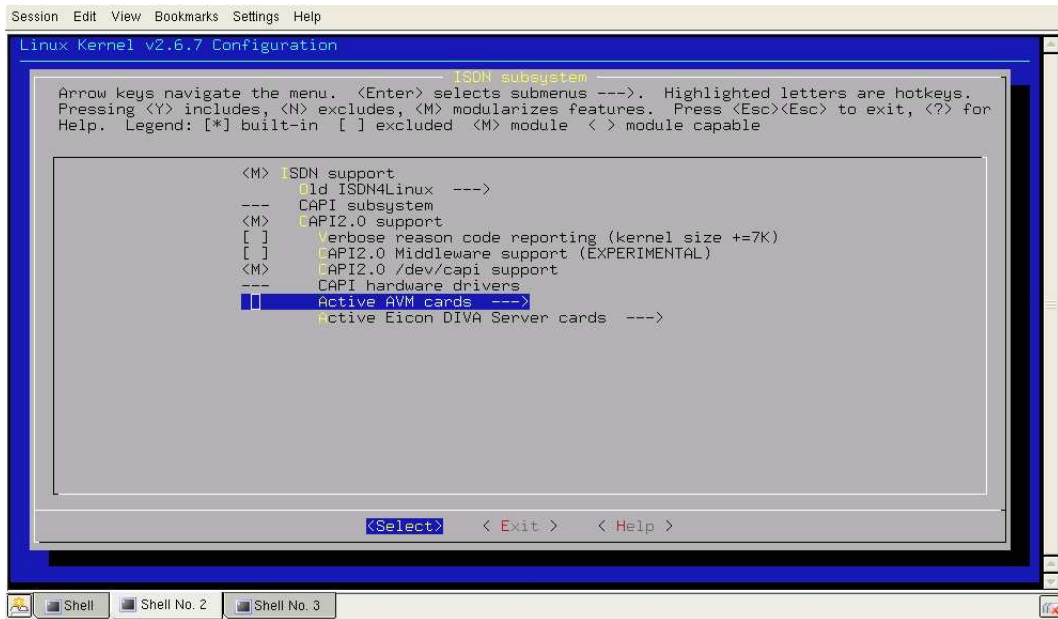 Session Edit View Bookmarks Settings Help
Linux Kernel v2.6.7 Configuration
ISDN subsystem
Arrow keys navigate the menu. <Enter> selects submenus --->. Highlighted letters are hotkeys.
Pressing <Y> includes, <N> excludes, <M> modularizes features. Press <Esc><Esc> to exit, <?> for
Help. Legend: [*] built-in [ ] excluded <M> module < > module capable
<M> ISDN support
Old ISDN4Linux --->
--- CAPI subsystem
<M> CAPI2.0 support
[ ] Verbose reason code reporting (kernel size +=7K)
[ ] CAPI2.0 Middleware support (EXPERIMENTAL)
<M> CAPI2.0 /dev/capi support
--- CAPI hardware drivers
Active AVM cards --->
Active Eicon DIVA Server cards --->
<Select> < Exit > < Help >
Shell Shell No. 2 Shell No. 3